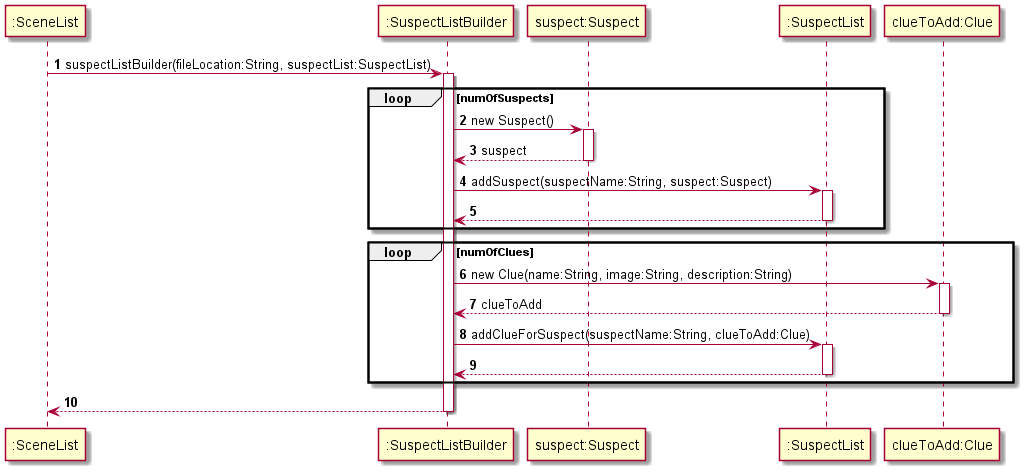 :SceneList
:SuspectListBuilder
suspect:Suspect
:SuspectList
clueToAdd:Clue
1 suspectListBuilder(fileLocation:String, suspectList:SuspectList)
loop [numOfSuspects]
2 new Suspect()
3 suspect
4 addSuspect(suspectName:String, suspect:Suspect)
5
loop [numOfClues]
6 new Clue(name:String, image:String, description:String)
7 clueToAdd
8 addClueForSuspect(suspectName:String, clueToAdd:Clue)
9
10
:SceneList
:SuspectListBuilder
suspect:Suspect
:SuspectList
clueToAdd:Clue